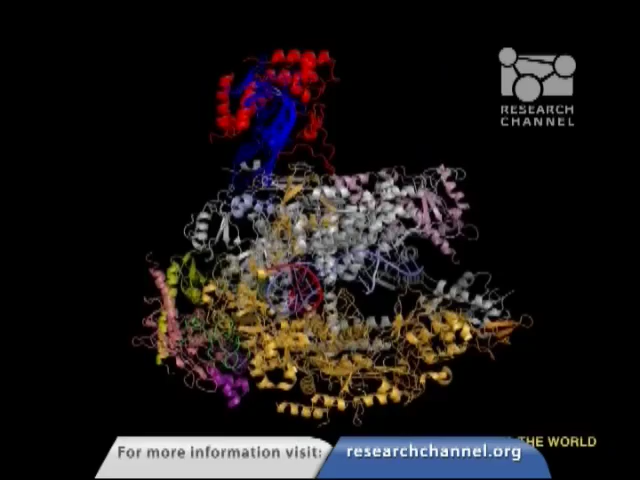 RESEARCH
CHANNEL
THE WORLD
For more information visit:
researchchannel.org